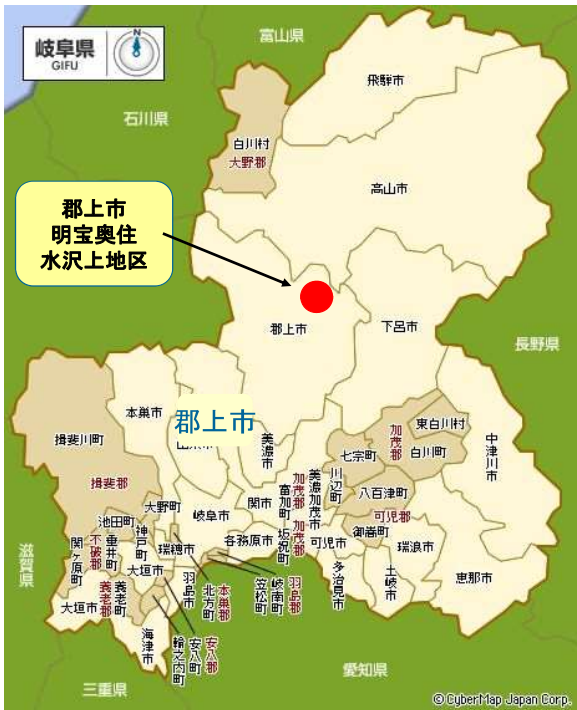 岐阜県
GIFU
N
富山県
飛騨市
石川県
白川村
大野郡
高山市
郡上市
明宝奥住
水沢上地区
郡上市
下呂市
長野県
本巣市
郡上市
美濃市
東白川村
加茂郡
白川町
中津川市
揖斐川町
揖斐郡
七宗町
八百津町
川辺町
美濃加茂市
加茂郡
加茂郡
富加町
坂祝町
関市
岐阜市
大野町
可児郡
御嵩町
可児市
各務原市
瑞浪市
池田町
神戸町
瑞穂市
不破郡
垂井町
関ヶ原町
大垣市
養老町
養老郡
大垣市
羽島市
本巣郡
北方町
羽島郡
岐南町
笠松町
多治見市
土岐市
恵那市
滋賀県
海津市
安八郡
安八町
輪之内町
愛知県
三重県
© CyberMap Japan Corp.